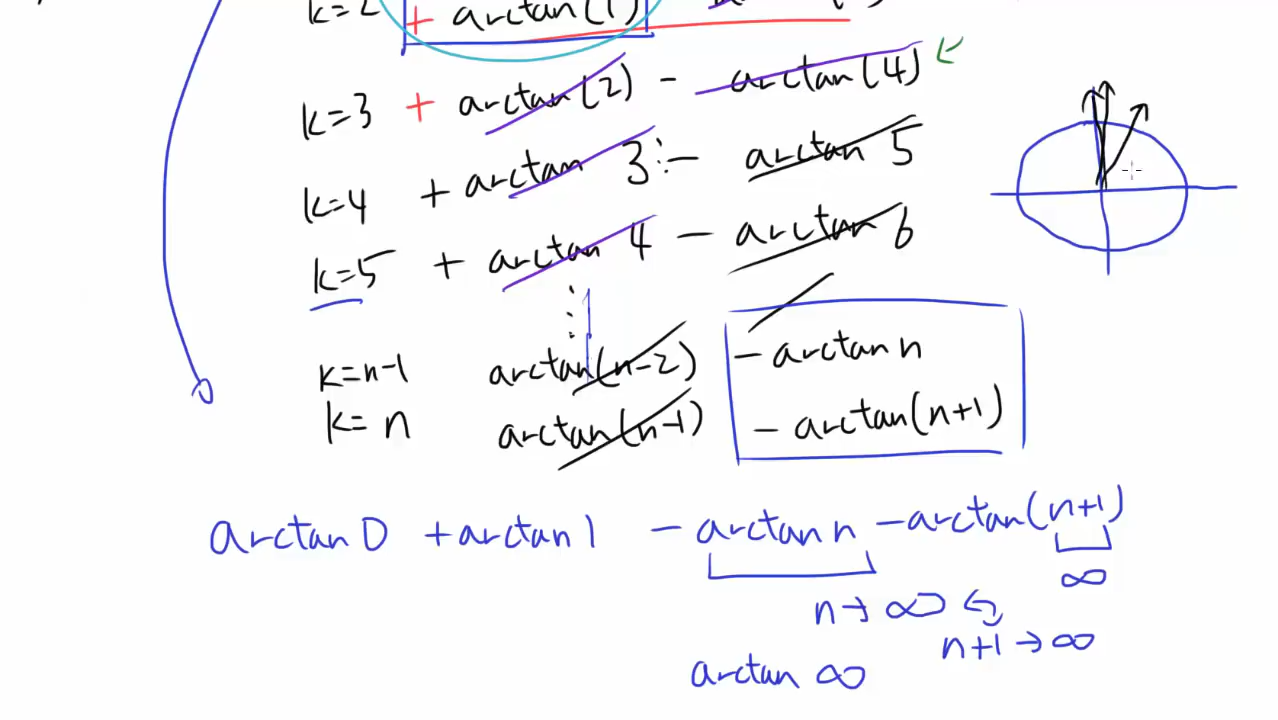 k=2 + arctan(1)
k=3 + arctan(2) - arctan(4)
k=4 + arctan 3 - arctan 5
k=5 + arctan 4 - arctan 6
k=n-1 arctan(n-2) - arctan n
k=n arctan(n-1) - arctan(n+1)
arctan 0 + arctan 1 - arctan n - arctan(n+1)
∞
n→∞
n+1→∞
arctan ∞